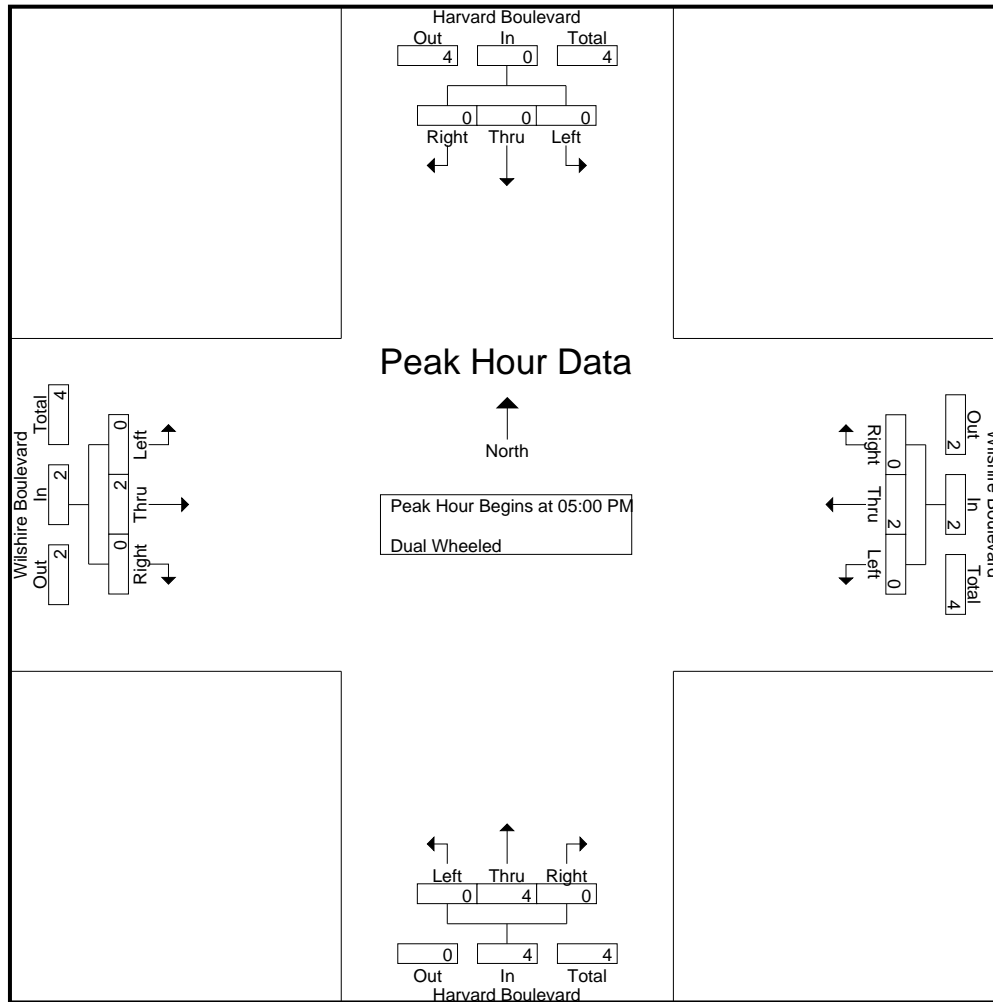 Harvard Boulevard
Out In Total
4 0 4
0 0 0
Right Thru Left
Peak Hour Data
North
Peak Hour Begins at 05:00 PM
Dual Wheeled
Wilshire Boulevard
Out In Total
2 2 4
Right Thru Left
0 2 0
Left Thru Right
0 2 0
Total In Out
4 2 2
Wilshire Boulevard
Left Thru Right
0 4 0
0 4 4
Out In Total
Harvard Boulevard